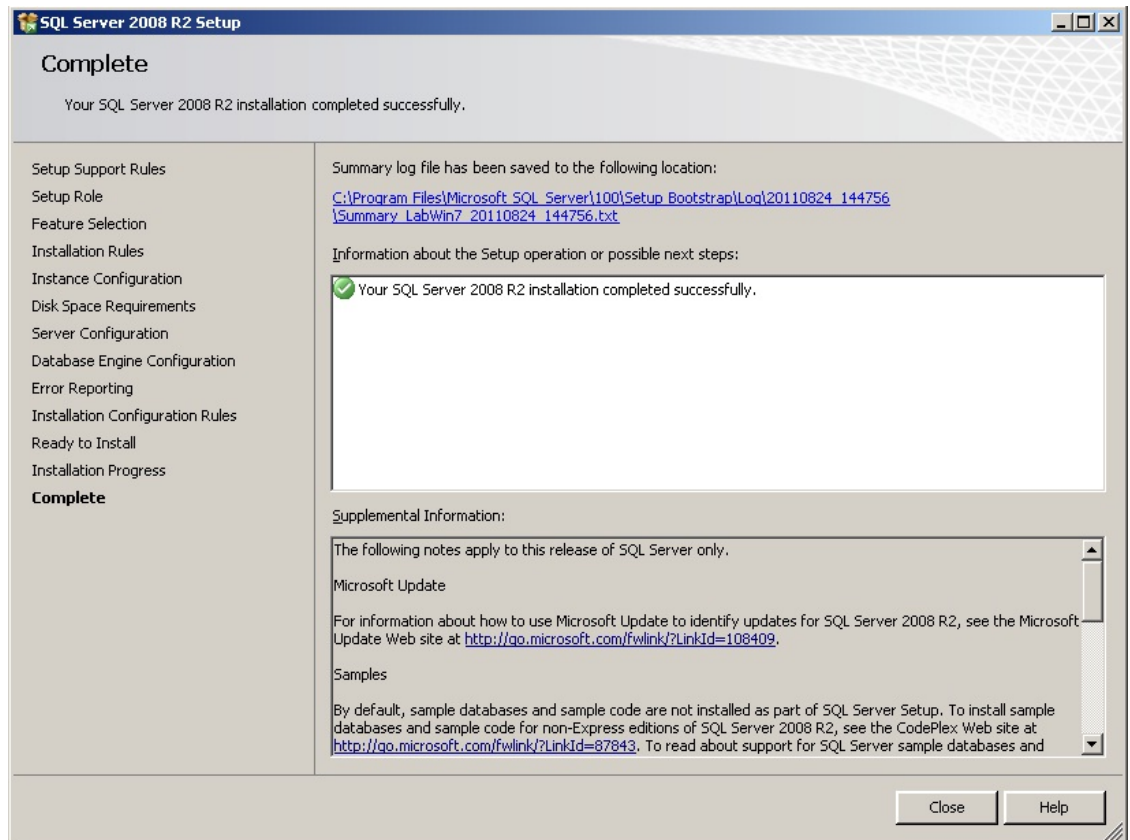 SQL Server 2008 R2 Setup
Complete
Your SQL Server 2008 R2 installation completed successfully.
Setup Support Rules
Setup Role
Feature Selection
Installation Rules
Instance Configuration
Disk Space Requirements
Server Configuration
Database Engine Configuration
Error Reporting
Installation Configuration Rules
Ready to Install
Installation Progress
Complete
Summary log file has been saved to the following location:
C:\Program Files\Microsoft SQL Server\100\Setup Bootstrap\Log\20110824_144756
\Summary_LabWin7_20110824_144756.txt
Information about the Setup operation or possible next steps:
Your SQL Server 2008 R2 installation completed successfully.
Supplemental Information:
The following notes apply to this release of SQL Server only.
Microsoft Update
For information about how to use Microsoft Update to identify updates for SQL Server 2008 R2, see the Microsoft
Update Web site at http://go.microsoft.com/fwlink/?LinkId=108409.
Samples
By default, sample databases and sample code are not installed as part of SQL Server Setup. To install sample
databases and sample code for non-Express editions of SQL Server 2008 R2, see the CodePlex Web site at
http://go.microsoft.com/fwlink/?LinkId=87843. To read about support for SQL Server sample databases and
Close
Help